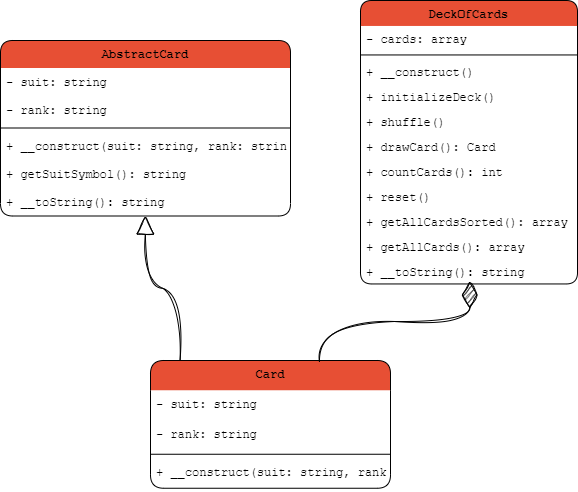 AbstractCard
- suit: string
- rank: string
+ __construct(suit: string, rank: strin
+ getSuitSymbol(): string
+ __toString(): string
DeckOfCards
- cards: array
+ __construct()
+ initializeDeck()
+ shuffle()
+ drawCard(): Card
+ countCards(): int
+ reset()
+ getAllCardsSorted(): array
+ getAllCards(): array
+ __toString(): string
Card
- suit: string
- rank: string
+ __construct(suit: string, rank